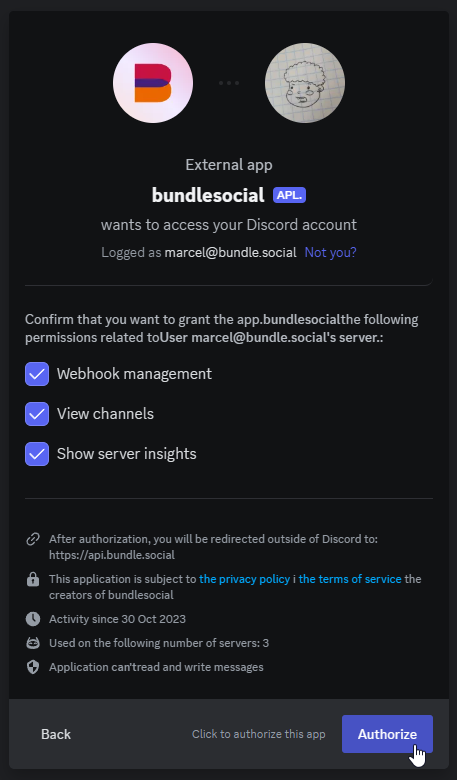 External app
bundlesocial APL.
wants to access your Discord account
Logged as marcel@bundle.social Not you?
Confirm that you want to grant the app.bundlesocialthe following
permissions related toUser marcel@bundle.social's server.:
Webhook management
View channels
Show server insights
After authorization, you will be redirected outside of Discord to:
https://api.bundle.social
This application is subject to the privacy policy i the terms of service the
creators of bundlesocial
Activity since 30 Oct 2023
Used on the following number of servers: 3
Application can'tread and write messages
Back
Click to authorize this app
Authorize